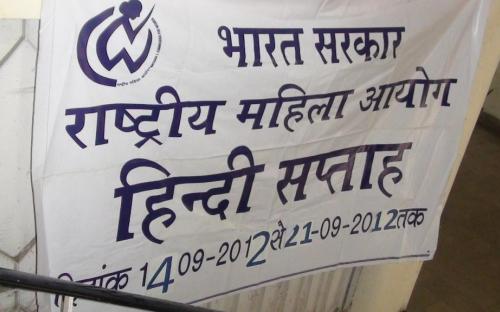 भारत सरकार
राष्ट्रीय महिला आयोग
हिन्दी सप्ताह
दिनांक 14 09-2012 से 21-09-2012 तक